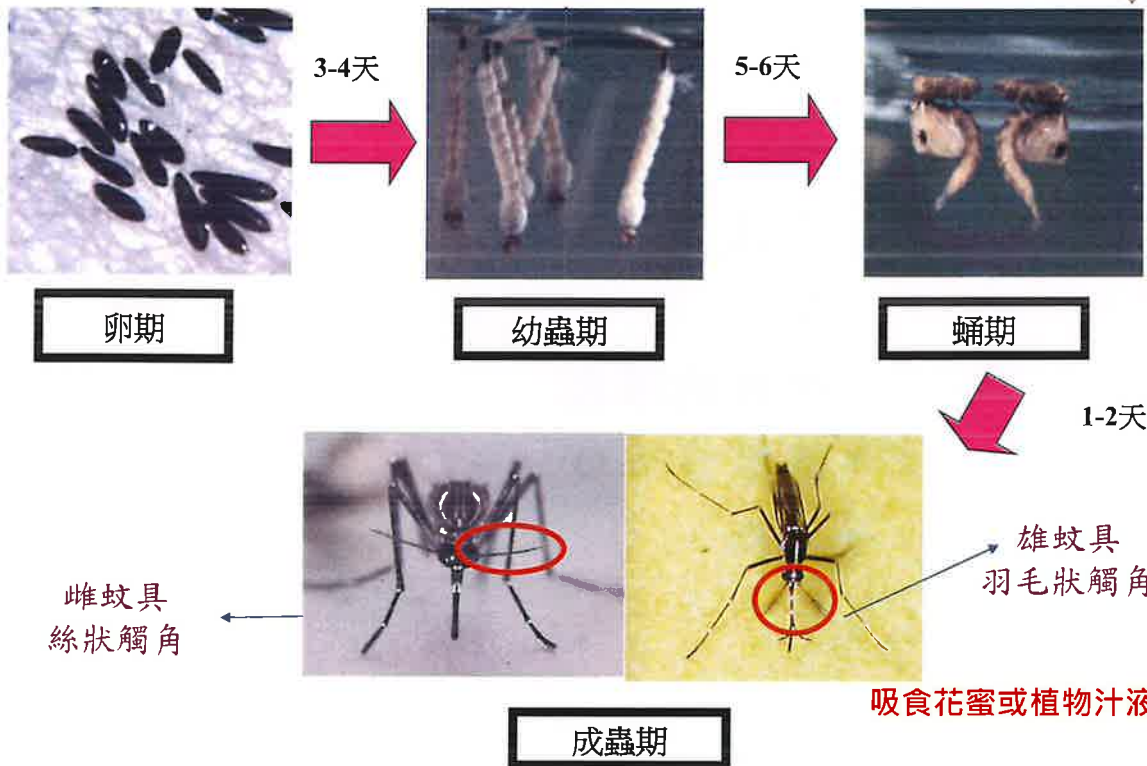 3-4天
5-6天
卵期
幼蟲期
蛹期
1-2天
雌蚊具
絲狀觸角
雄蚊具
羽毛狀觸角
吸食花蜜或植物汁液
成蟲期